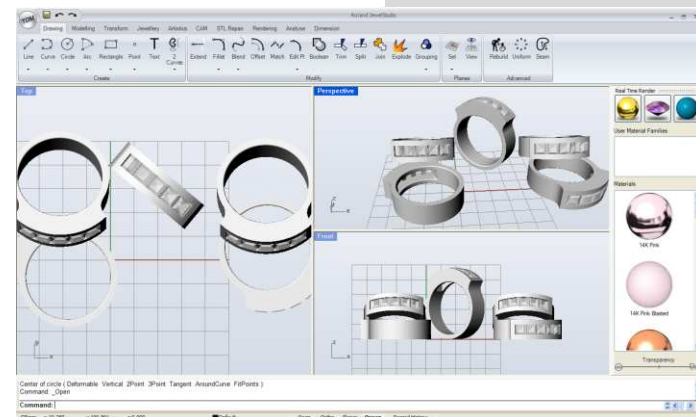 Drawing Modelling Transform Jewellery Artistics CAM STL Repair Rendering Analyse Dimension
Line Curve Circle Arc Rectangle Point Text 2 Curves Extend Fillet Blend Offset Match Edit Pt Boolean Trim Split Join Explode Grouping Set View Rebuild Uniform Seam
Create Modify Planes Advanced
Top
Perspective
Front
Real Time Render
User Material Families
Materials
14K Pink
14K Pink Blasted
Transparency
Center of circle ( Deformable Vertical 2Point 3Point Tangent AroundCurve FitPoints )
Command: _Open
Command: